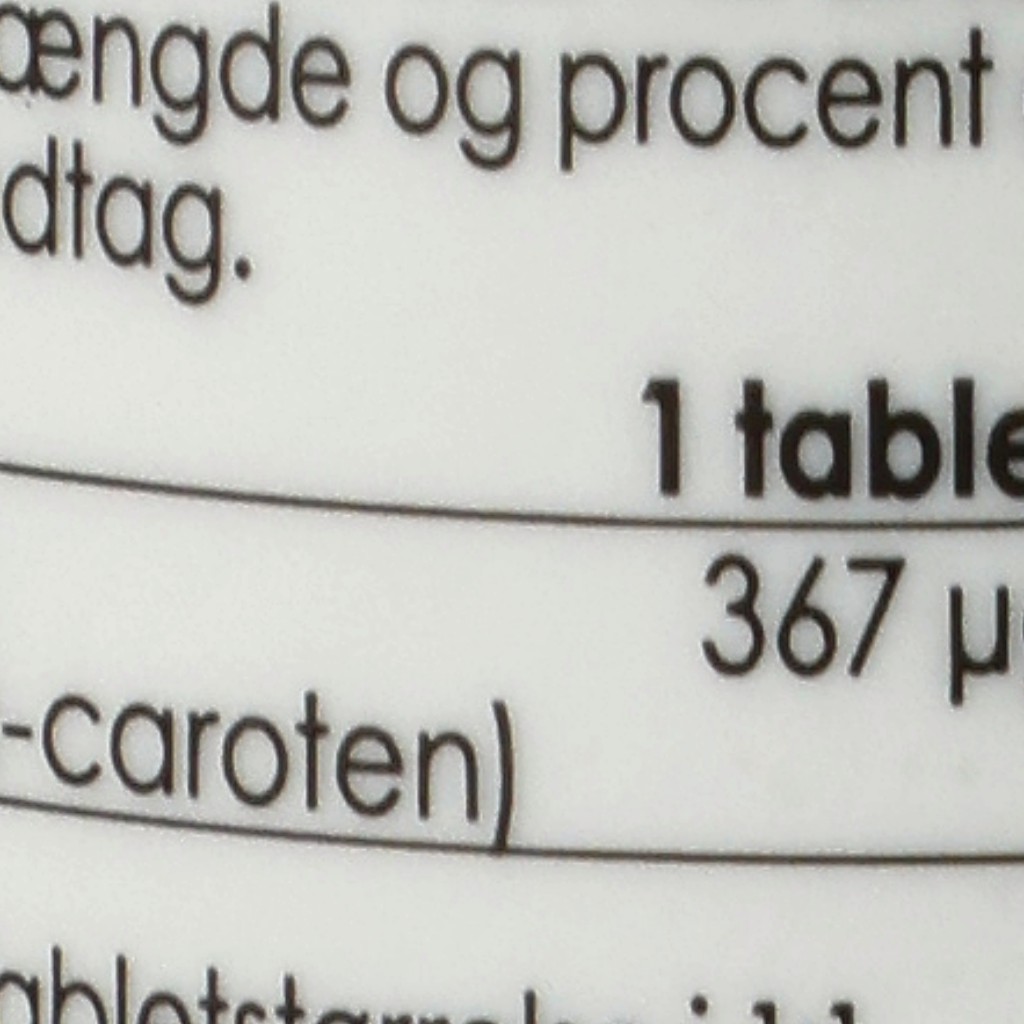 ængde og procent
dtag.
1 table
367 µ
-caroten)